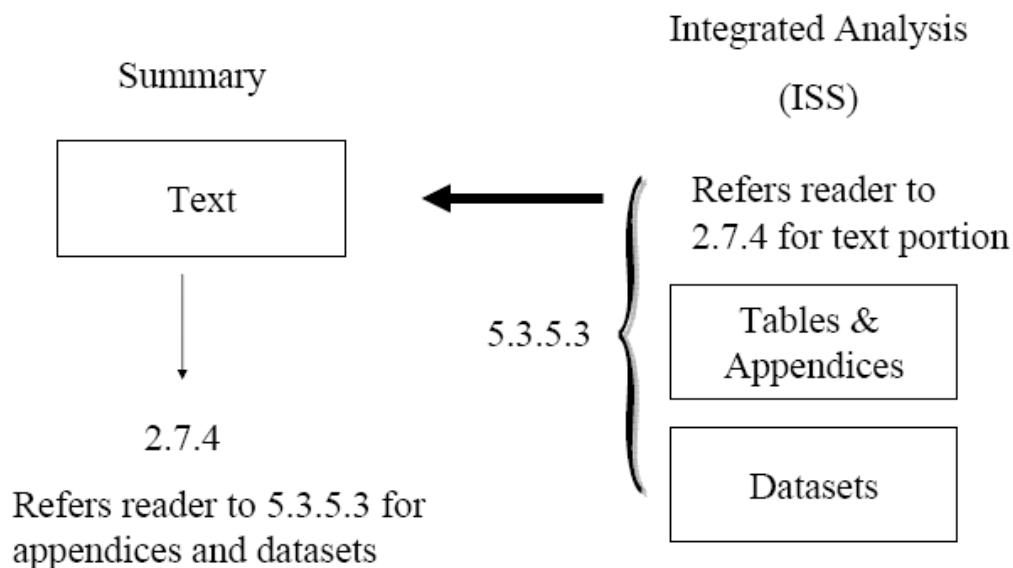 Summary
Text
2.7.4
Refers reader to 5.3.5.3 for
appendices and datasets
Integrated Analysis
(ISS)
Refers reader to
2.7.4 for text portion
5.3.5.3
Tables &
Appendices
Datasets